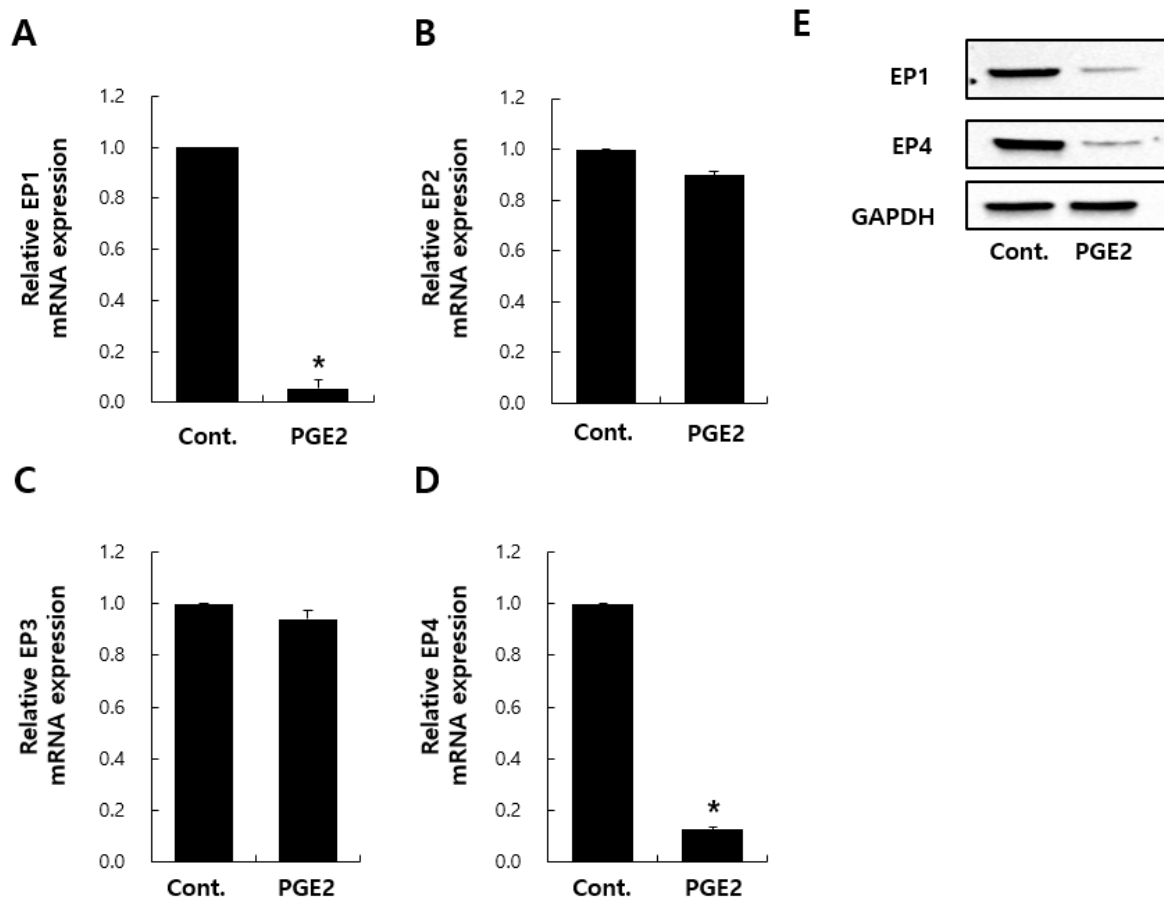 A
Relative EP1
mRNA expression
1.2
1.0
0.8
0.6
0.4
0.2
0.0
*
Cont. PGE2
B
Relative EP2
mRNA expression
1.2
1.0
0.8
0.6
0.4
0.2
0.0
Cont. PGE2
E
EP1
EP4
GAPDH
Cont. PGE2
C
Relative EP3
mRNA expression
1.2
1.0
0.8
0.6
0.4
0.2
0.0
Cont. PGE2
D
Relative EP4
mRNA expression
1.2
1.0
0.8
0.6
0.4
0.2
0.0
*
Cont. PGE2